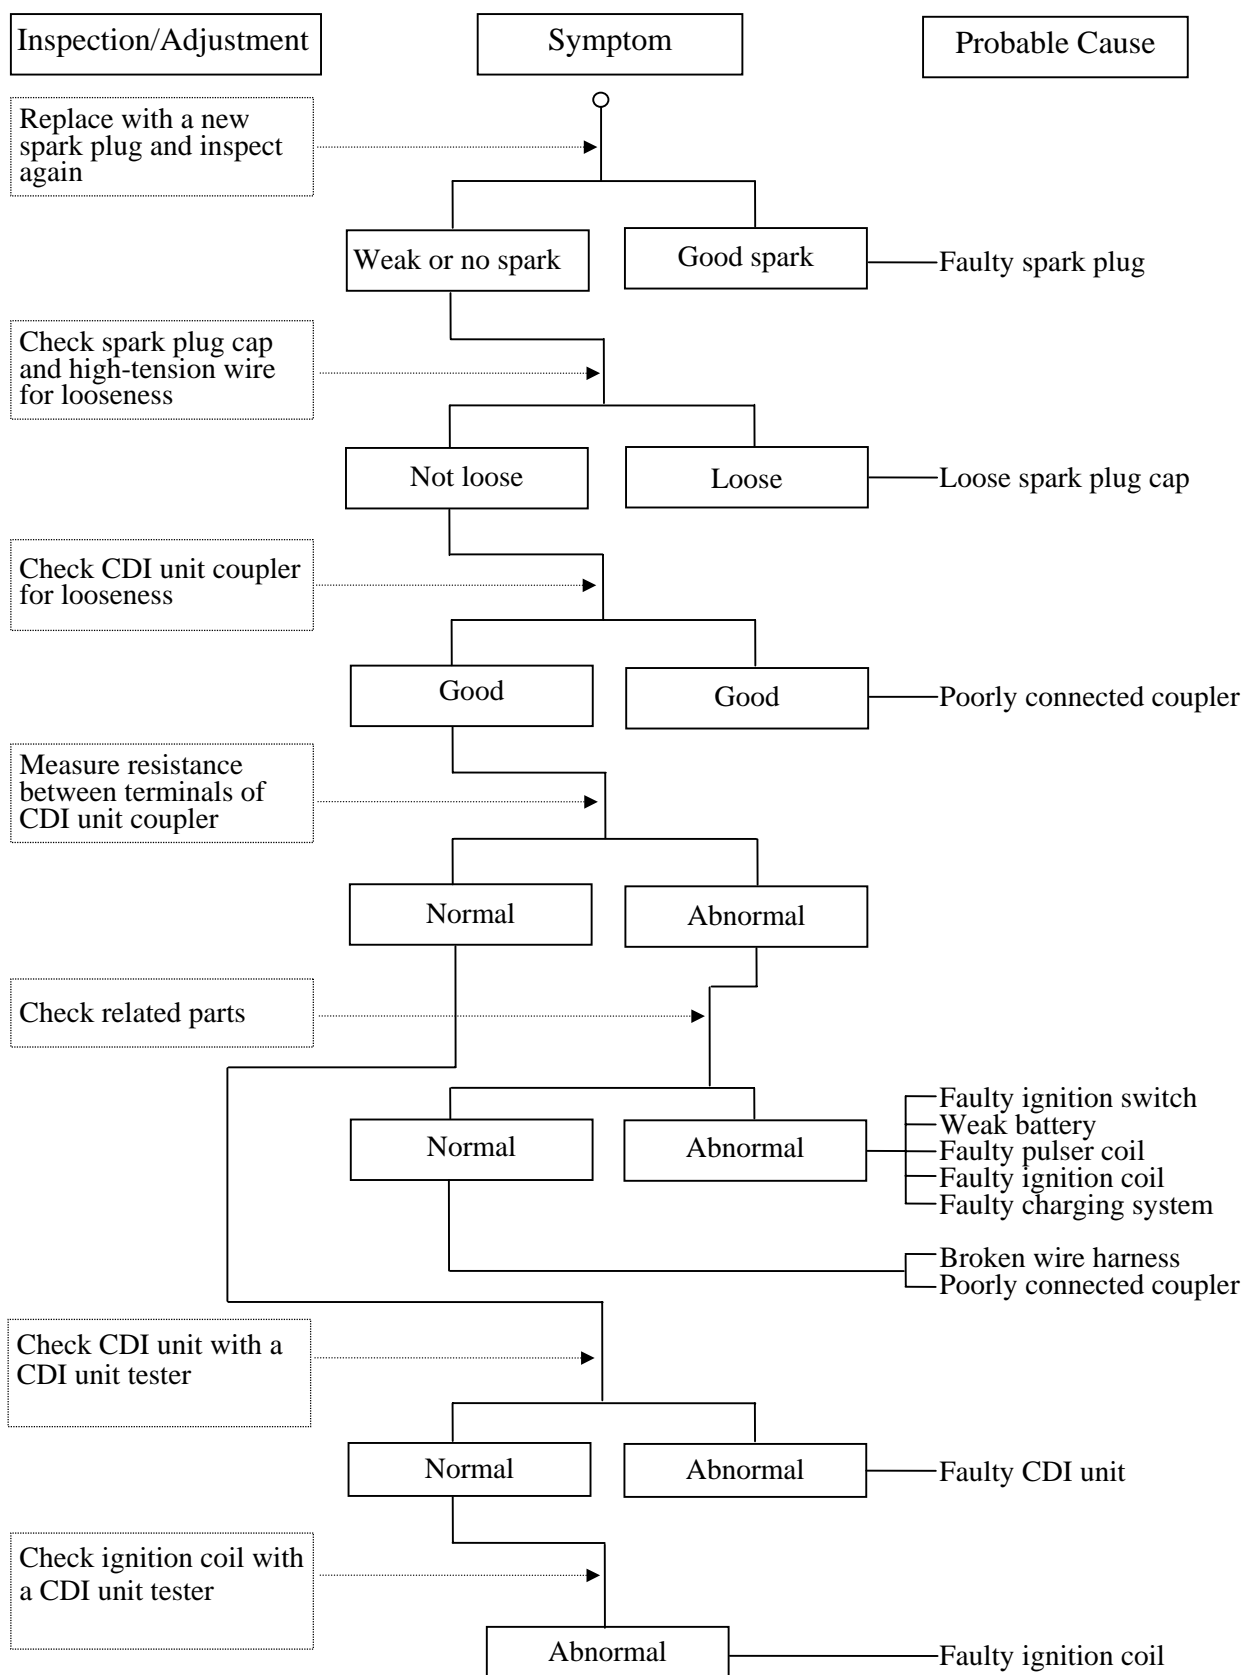 Inspection/Adjustment
Symptom
Probable Cause
Replace with a new
spark plug and inspect
again
Weak or no spark
Good spark
Faulty spark plug
Check spark plug cap
and high-tension wire
for looseness
Not loose
Loose
Loose spark plug cap
Check CDI unit coupler
for looseness
Good
Good
Poorly connected coupler
Measure resistance
between terminals of
CDI unit coupler
Normal
Abnormal
Check related parts
Normal
Abnormal
Faulty ignition switch
Weak battery
Faulty pulser coil
Faulty ignition coil
Faulty charging system
Broken wire harness
Poorly connected coupler
Check CDI unit with a
CDI unit tester
Normal
Abnormal
Faulty CDI unit
Check ignition coil with
a CDI unit tester
Abnormal
Faulty ignition coil